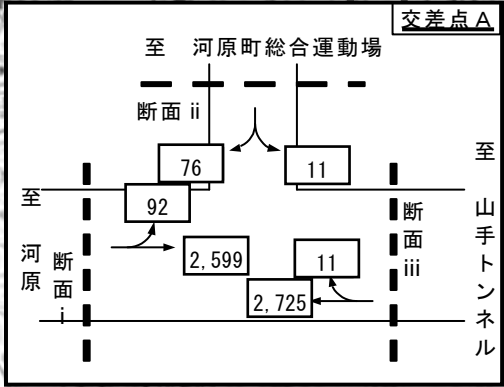 交差点A
至 河原町総合運動場
断面 ii
76
11
92
2,599
11
2,725
至 河原
断面 i
断面 iii
至 山手トンネル